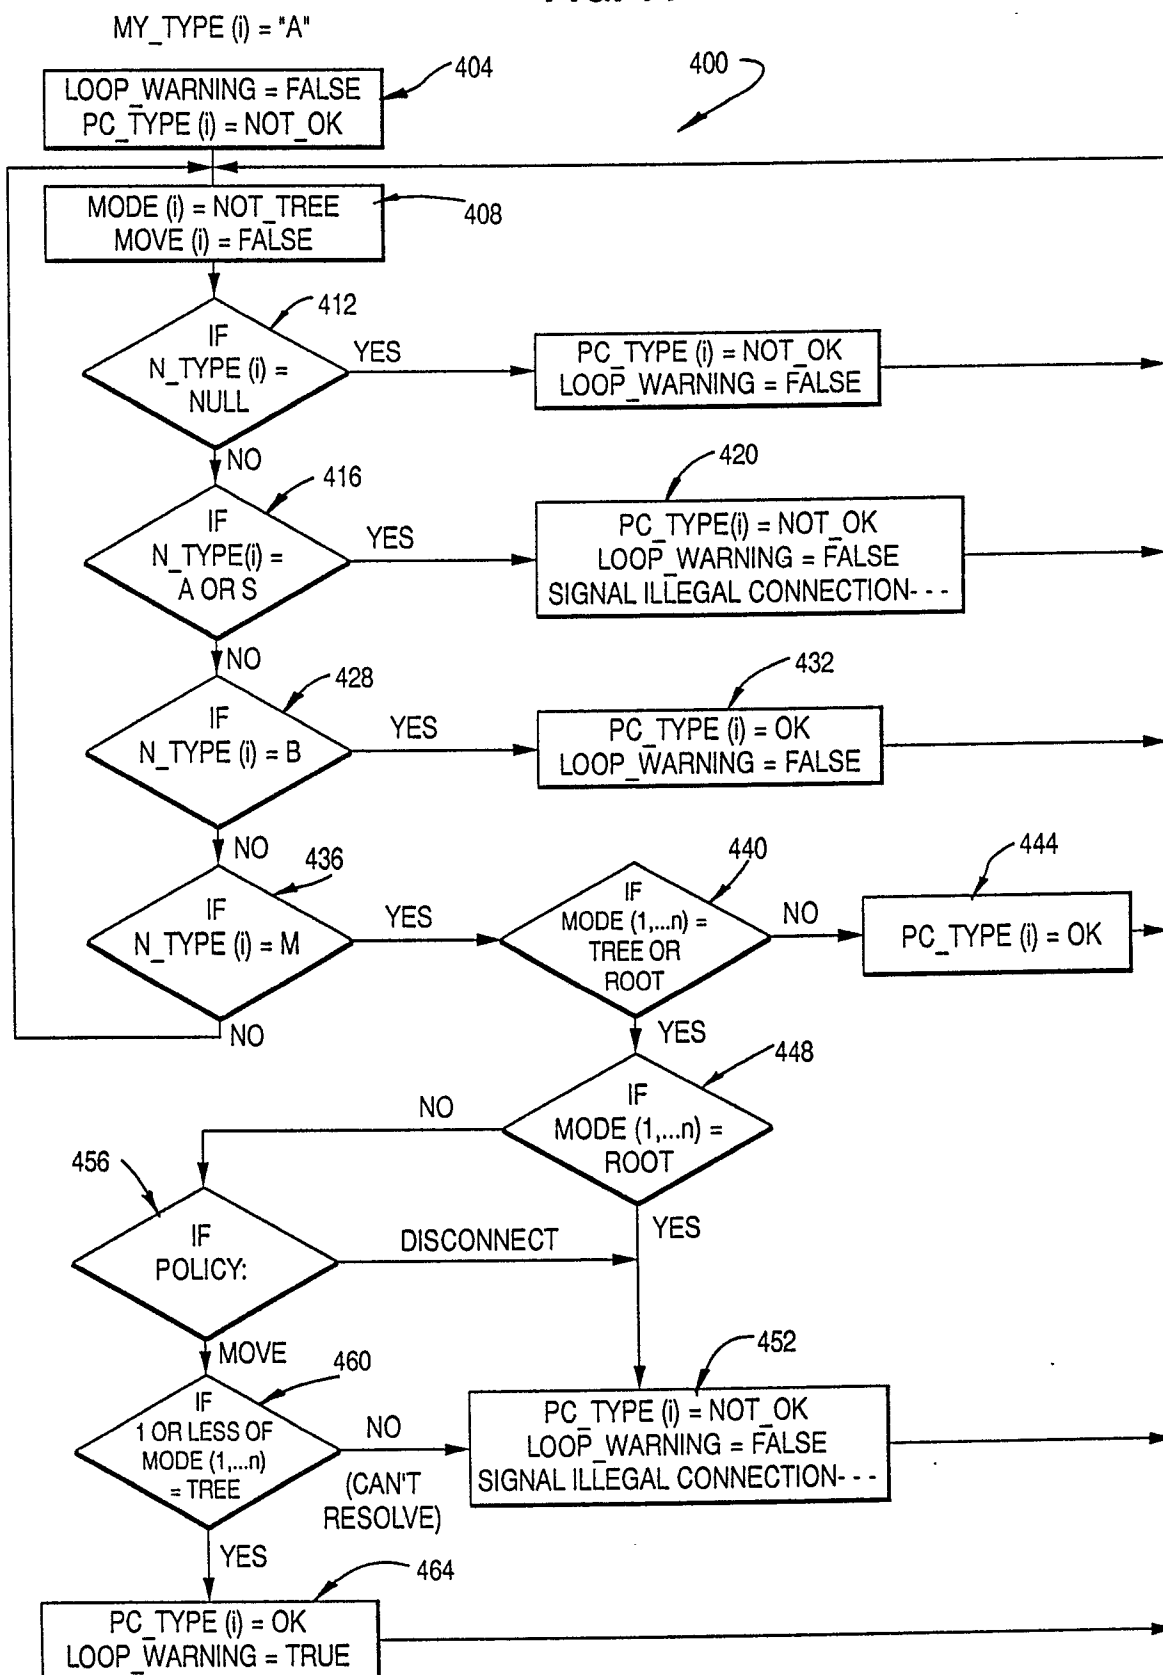 MY_TYPE (i) = "A"
404
400
LOOP_WARNING = FALSE
PC_TYPE (i) = NOT_OK
MODE (i) = NOT_TREE
MOVE (i) = FALSE
408
412
IF
N_TYPE (i) =
NULL
YES
PC_TYPE (i) = NOT_OK
LOOP_WARNING = FALSE
NO
416
420
IF
N_TYPE(i) =
A OR S
YES
PC_TYPE(i) = NOT_OK
LOOP_WARNING = FALSE
SIGNAL ILLEGAL CONNECTION- - -
NO
428
432
IF
N_TYPE (i) = B
YES
PC_TYPE (i) = OK
LOOP_WARNING = FALSE
NO
436
440
444
IF
N_TYPE (i) = M
YES
IF
MODE (1,...n) =
TREE OR
ROOT
NO
PC_TYPE (i) = OK
NO
YES
448
IF
MODE (1,...n) =
ROOT
NO
YES
456
IF
POLICY:
DISCONNECT
MOVE
460
452
IF
1 OR LESS OF
MODE (1,...n)
= TREE
NO
(CAN'T
RESOLVE)
PC_TYPE (i) = NOT_OK
LOOP_WARNING = FALSE
SIGNAL ILLEGAL CONNECTION- - -
YES
464
PC_TYPE (i) = OK
LOOP_WARNING = TRUE